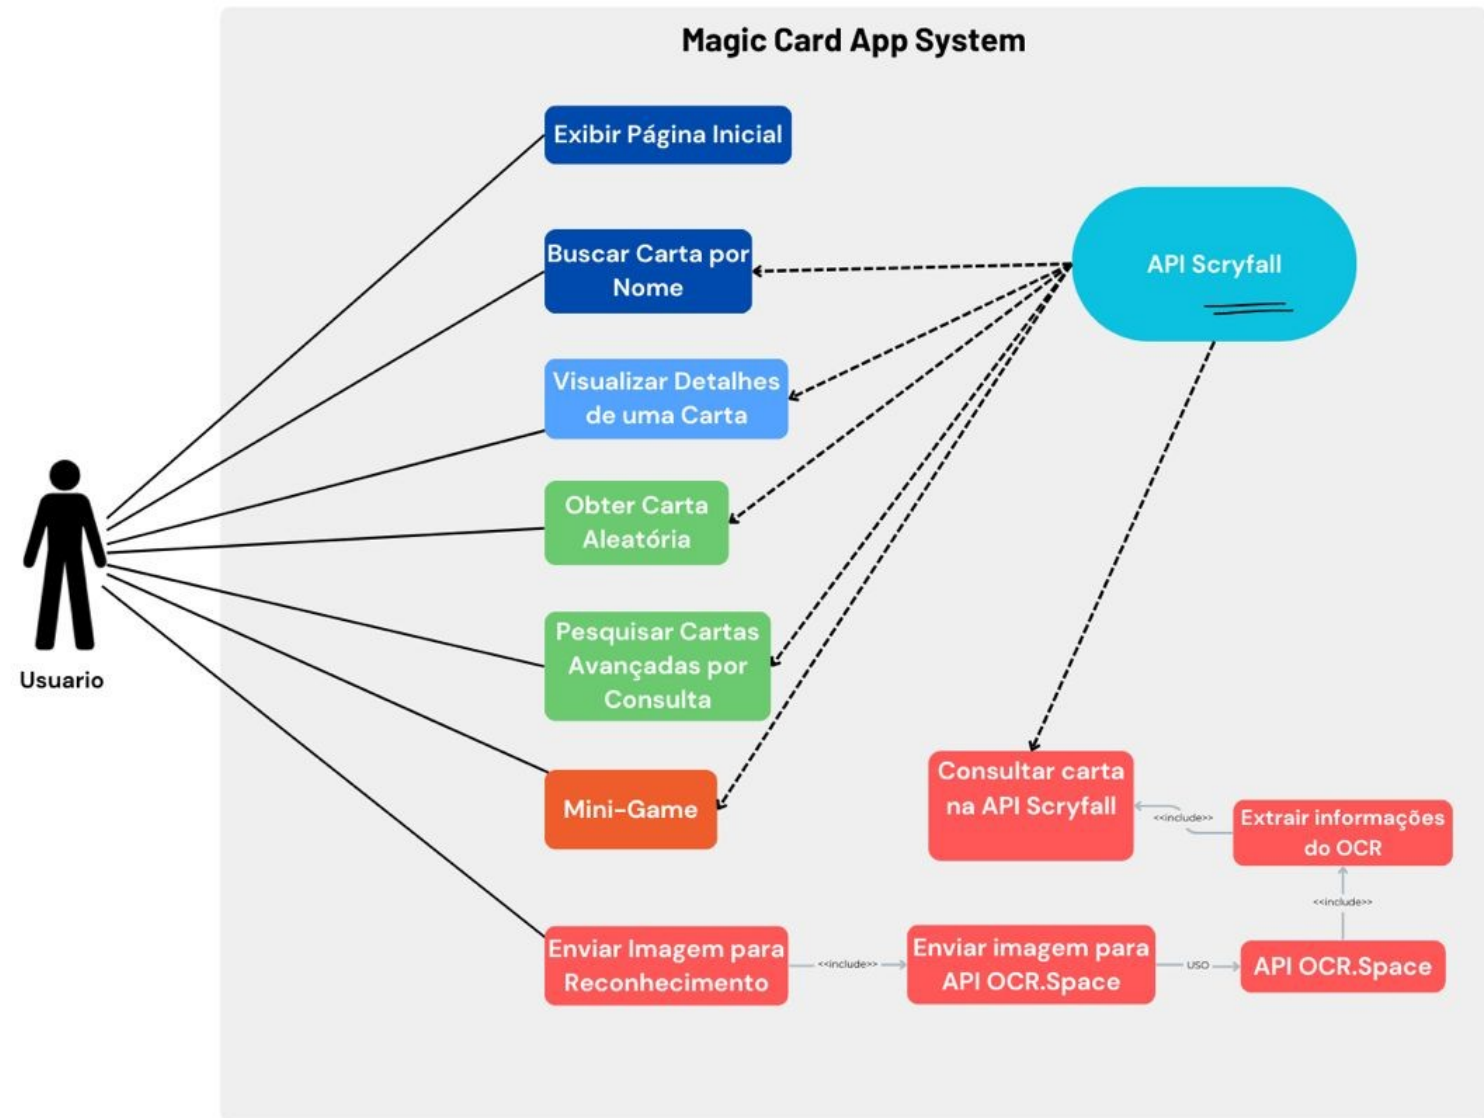 Magic Card App System
Exibir Página Inicial
Buscar Carta por
Nome
API Scryfall
Visualizar Detalhes
de uma Carta
Obter Carta
Aleatória
Pesquisar Cartas
Avançadas por
Consulta
Usuario
Mini-Game
Consultar carta
na API Scryfall
<<include>>
Extrair informações
do OCR
<<include>>
Enviar Imagem para
Reconhecimento
<<include>>
Enviar imagem para
API OCR.Space
USO
API OCR.Space